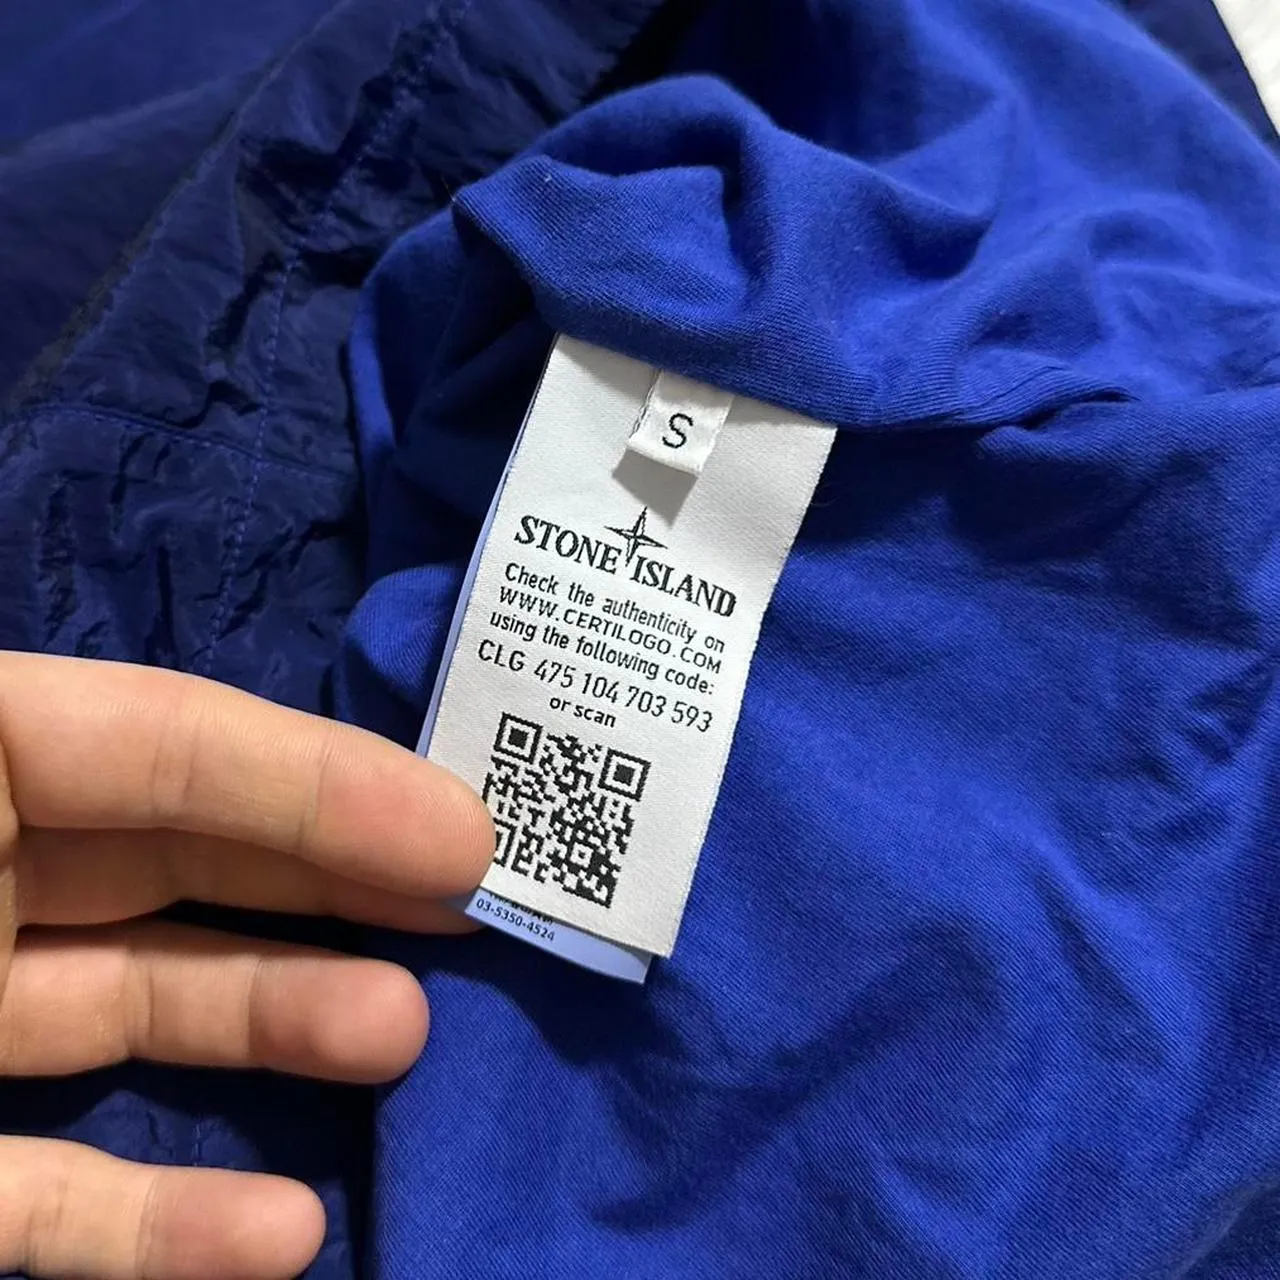 S
STONE ISLAND
Check the authenticity on
WWW.CERTILOGO.COM
using the following code:
CLG 475 104 703 593
or scan
03-5350-4524